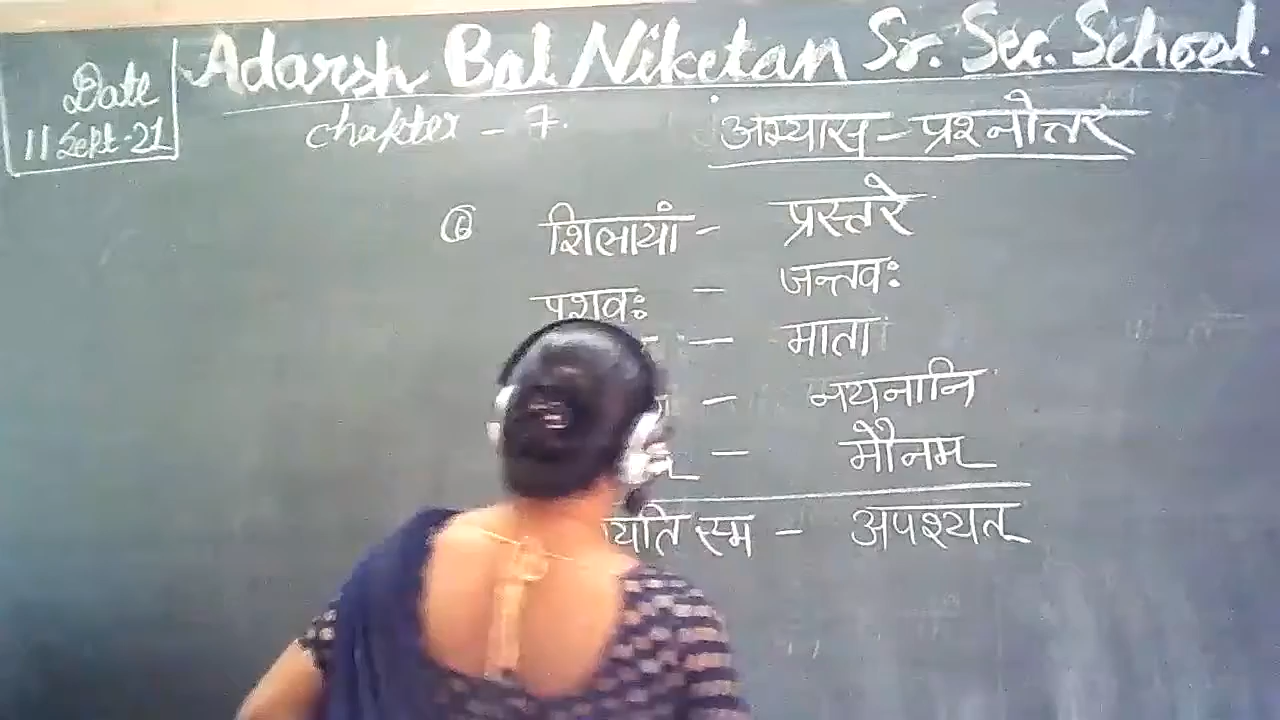 Adarsh Bal Niketan Sr. Sec. School.
Date
11 Sept-21
chapter - 7.
अभ्यास - प्रश्नोत्तर
⑥ शिलायां - प्रस्तरे
पशवः - जन्तवः
- माता
- नयनानि
- मौनम्
यति स्म - अपश्यत्